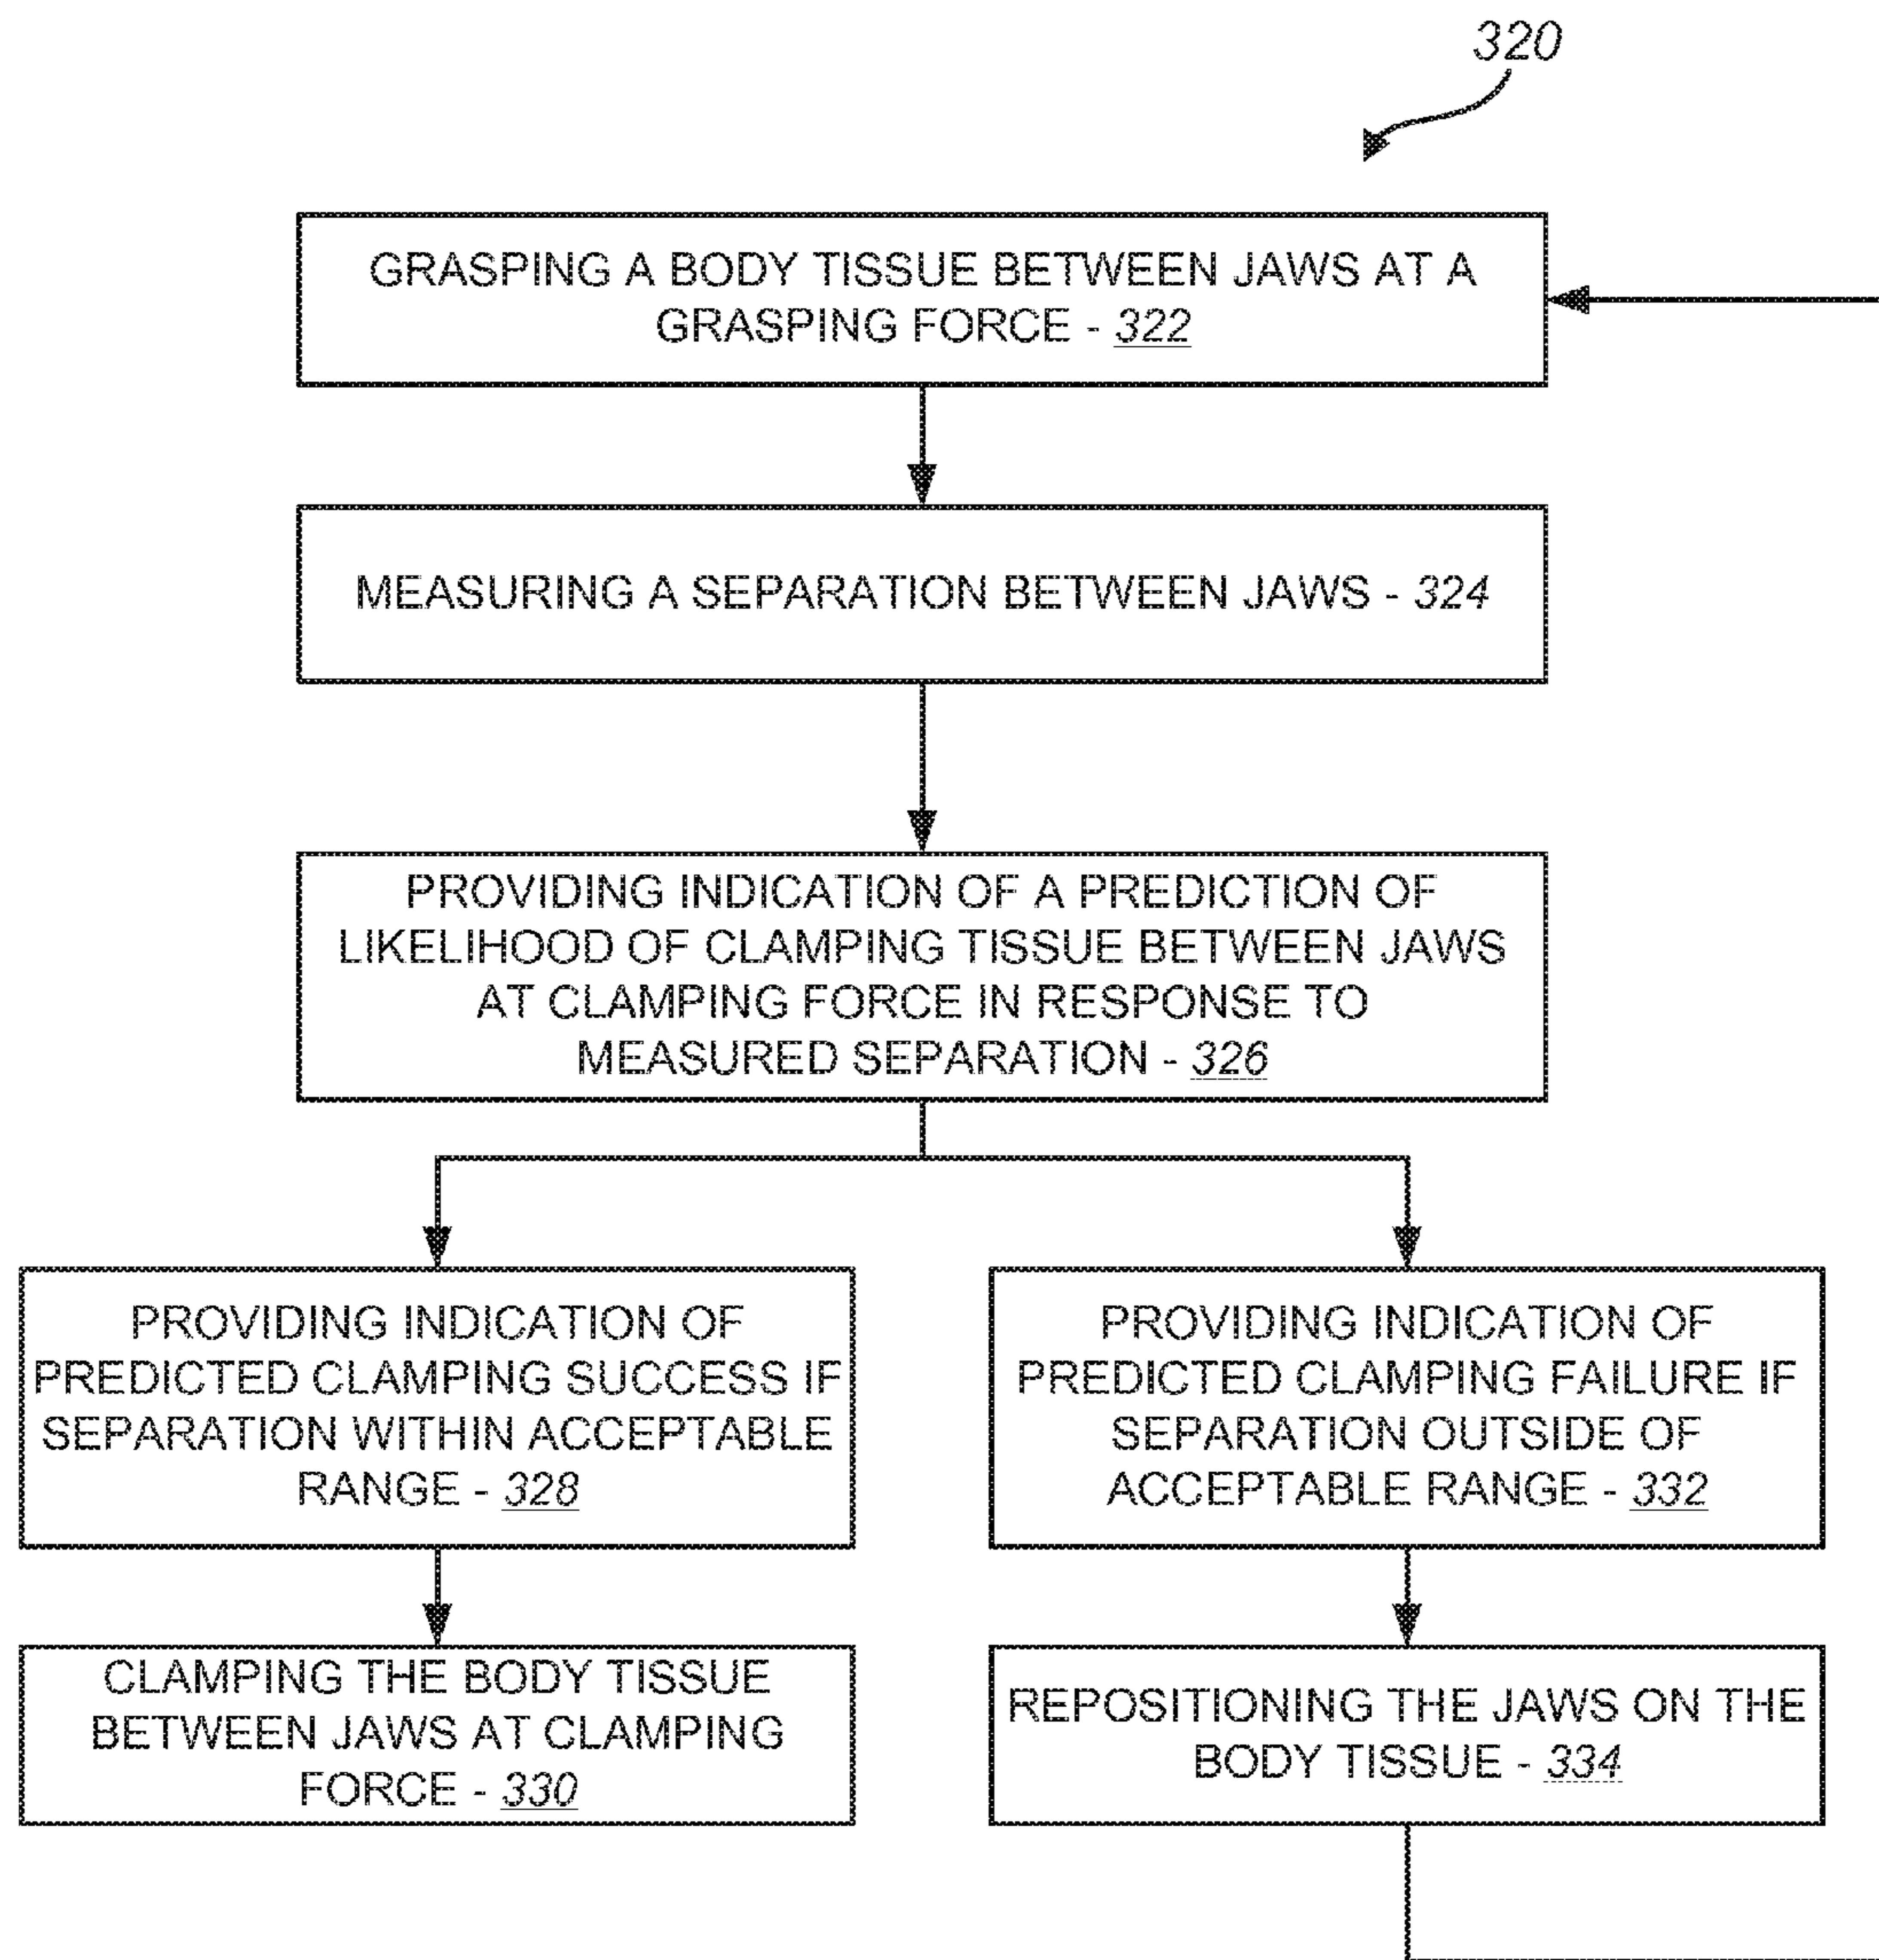 320
GRASPING A BODY TISSUE BETWEEN JAWS AT A
GRASPING FORCE - 322
MEASURING A SEPARATION BETWEEN JAWS - 324
PROVIDING INDICATION OF A PREDICTION OF
LIKELIHOOD OF CLAMPING TISSUE BETWEEN JAWS
AT CLAMPING FORCE IN RESPONSE TO
MEASURED SEPARATION - 326
PROVIDING INDICATION OF
PREDICTED CLAMPING SUCCESS IF
SEPARATION WITHIN ACCEPTABLE
RANGE - 328
PROVIDING INDICATION OF
PREDICTED CLAMPING FAILURE IF
SEPARATION OUTSIDE OF
ACCEPTABLE RANGE - 332
CLAMPING THE BODY TISSUE
BETWEEN JAWS AT CLAMPING
FORCE - 330
REPOSITIONING THE JAWS ON THE
BODY TISSUE - 334